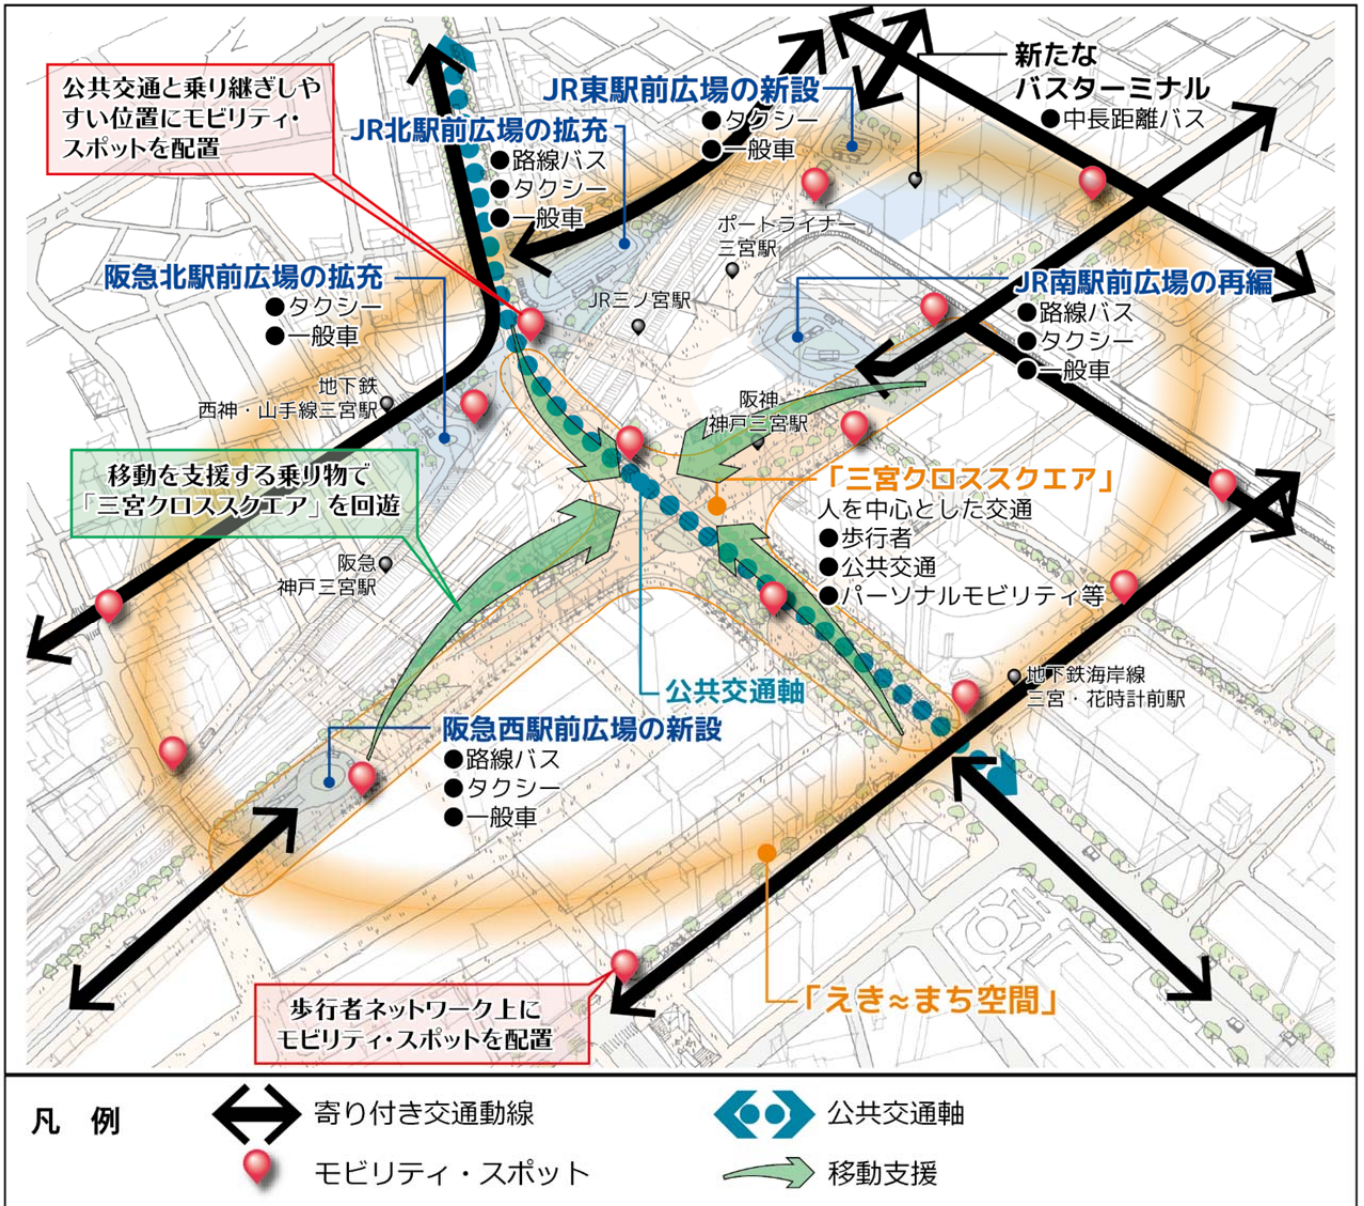 公共交通と乗り継ぎしや
すい位置にモビリティ・
スポットを配置
JR東駅前広場の新設
●タクシー
●一般車
新たな
バスターミナル
●中長距離バス
JR北駅前広場の拡充
●路線バス
●タクシー
●一般車
ポートライナー
三宮駅
阪急北駅前広場の拡充
●タクシー
●一般車
JR三ノ宮駅
JR南駅前広場の再編
●路線バス
●タクシー
●一般車
地下鉄
西神・山手線三宮駅
阪神
神戸三宮駅
移動を支援する乗り物で
「三宮クロススクエア」を回遊
「三宮クロススクエア」
人を中心とした交通
●歩行者
●公共交通
●パーソナルモビリティ等
阪急
神戸三宮駅
地下鉄海岸線
三宮・花時計前駅
公共交通軸
阪急西駅前広場の新設
●路線バス
●タクシー
●一般車
歩行者ネットワーク上に
モビリティ・スポットを配置
「えき≈まち空間」
凡 例
寄り付き交通動線
公共交通軸
モビリティ・スポット
移動支援